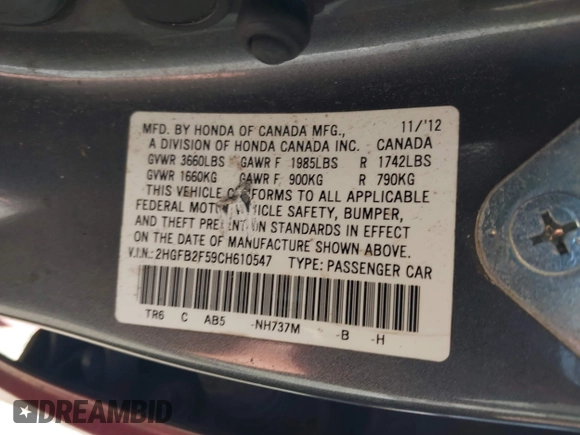 MFD. BY HONDA OF CANADA MFG., 11/'12
A DIVISION OF HONDA CANADA INC. CANADA
GVWR 3660LBS GAWR F 1985LBS R 1742LBS
GVWR 1660KG GAWR F 900KG R 790KG
THIS VEHICLE CONFORMS TO ALL APPLICABLE
FEDERAL MOTOR VEHICLE SAFETY, BUMPER,
AND THEFT PREVENTION STANDARDS IN EFFECT
ON THE DATE OF MANUFACTURE SHOWN ABOVE.
V.I.N.: 2HGFB2F59CH610547 TYPE: PASSENGER CAR
TR6 C AB5 -NH737M -B -H
DREAMBID